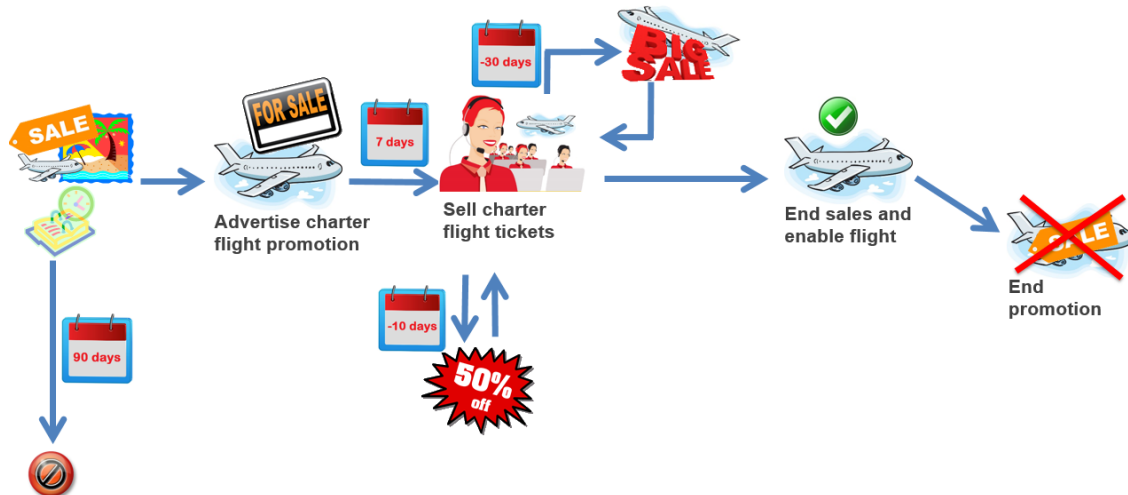 -30 days
BIG
SALE
SALE
FOR SALE
7 days
Advertise charter
flight promotion
Sell charter
flight tickets
End sales and
enable flight
SALE
End
promotion
-10 days
90 days
50%
off